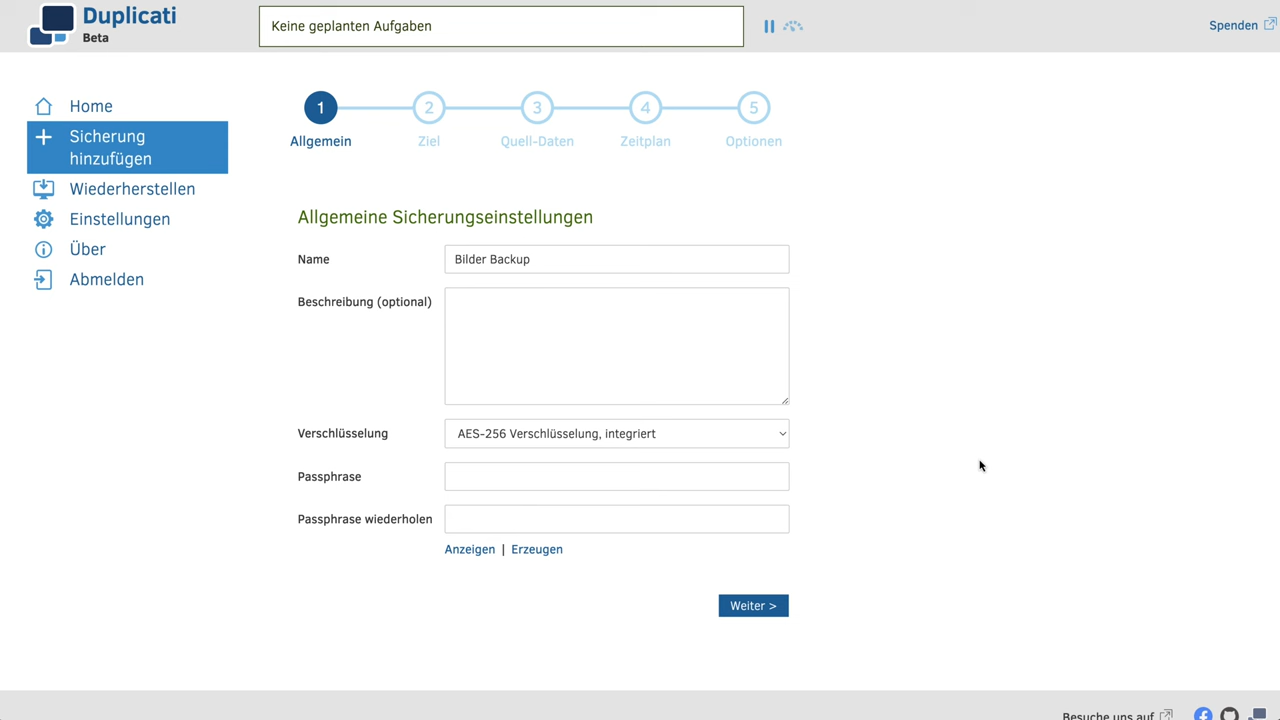 Duplicati
Beta
Keine geplanten Aufgaben
Spenden
Home
Sicherung
hinzufügen
Wiederherstellen
Einstellungen
Über
Abmelden
1
2
3
4
5
Allgemein
Ziel
Quell-Daten
Zeitplan
Optionen
Allgemeine Sicherungseinstellungen
Name
Bilder Backup
Beschreibung (optional)
Verschlüsselung
AES-256 Verschlüsselung, integriert
Passphrase
Passphrase wiederholen
Anzeigen | Erzeugen
Weiter >
Besuche uns auf